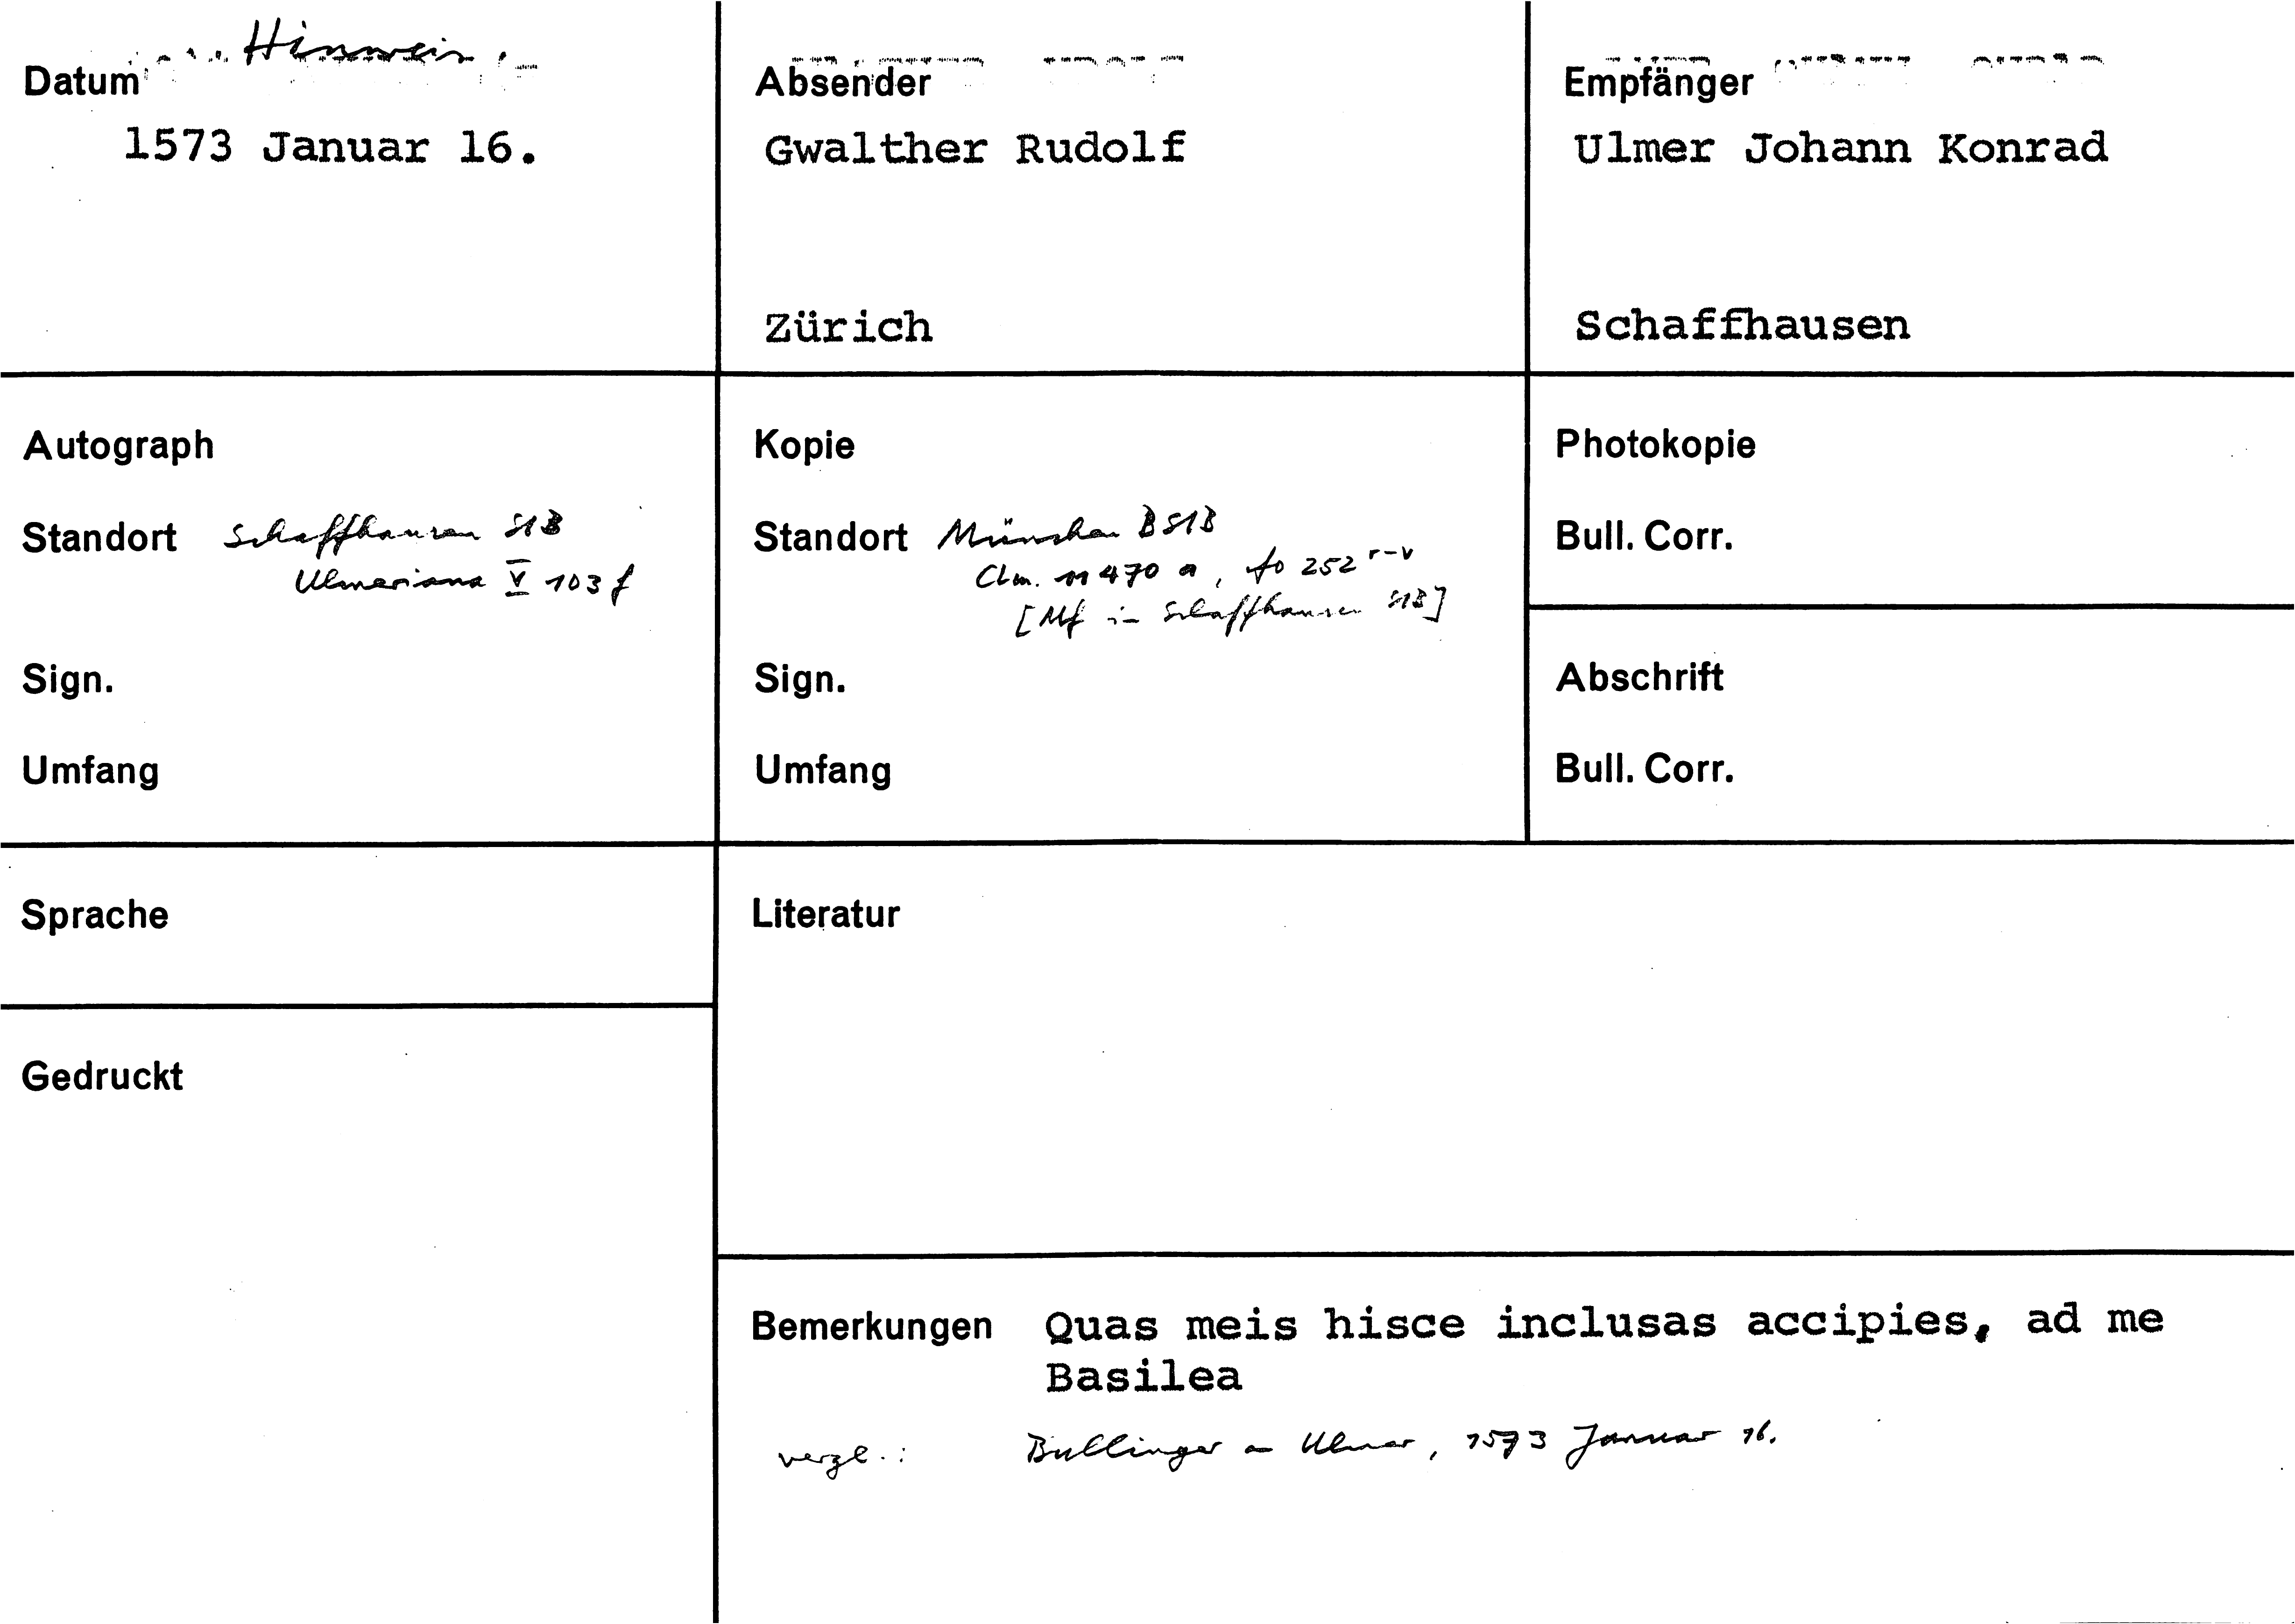 Hinweis
Datum
1573 Januar 16.
Absender
Gwalther Rudolf
Zürich
Empfänger
Ulmer Johann Konrad
Schaffhausen
Autograph
Standort Schaffhausen StB
Ulmeriana V 103 f
Sign.
Umfang
Kopie
Standort München BStB
Clm. 11470 a, fo 252 r-v
[Mf in Schaffhausen StB]
Sign.
Umfang
Photokopie
Bull. Corr.
Abschrift
Bull. Corr.
Sprache
Gedruckt
Literatur
Bemerkungen Quas meis hisce inclusas accipies, ad me
Basilea
vergl.: Bullinger an Ulmer, 1573 Januar 16.